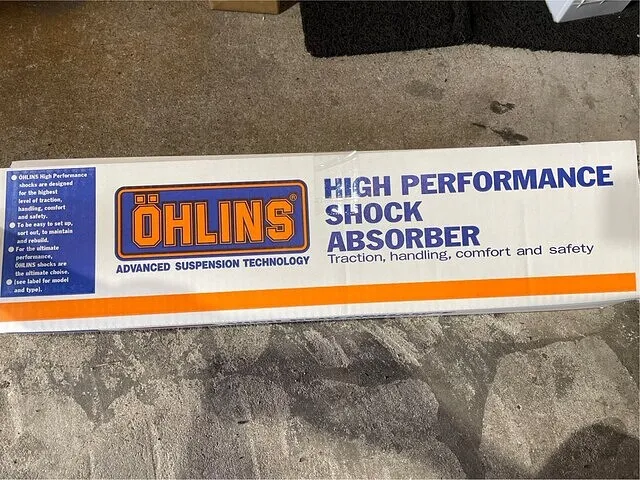 ● ÖHLINS High Performance
shocks are designed
for the highest
level of traction,
handling, comfort
and safety.
● To be easy to set up,
sort out, to maintain
and rebuild.
● For the ultimate
performance,
ÖHLINS shocks are
the ultimate choise.
● (see label for model
and type).
ÖHLINS®
ADVANCED SUSPENSION TECHNOLOGY
HIGH PERFORMANCE
SHOCK
ABSORBER
Traction, handling, comfort and safety